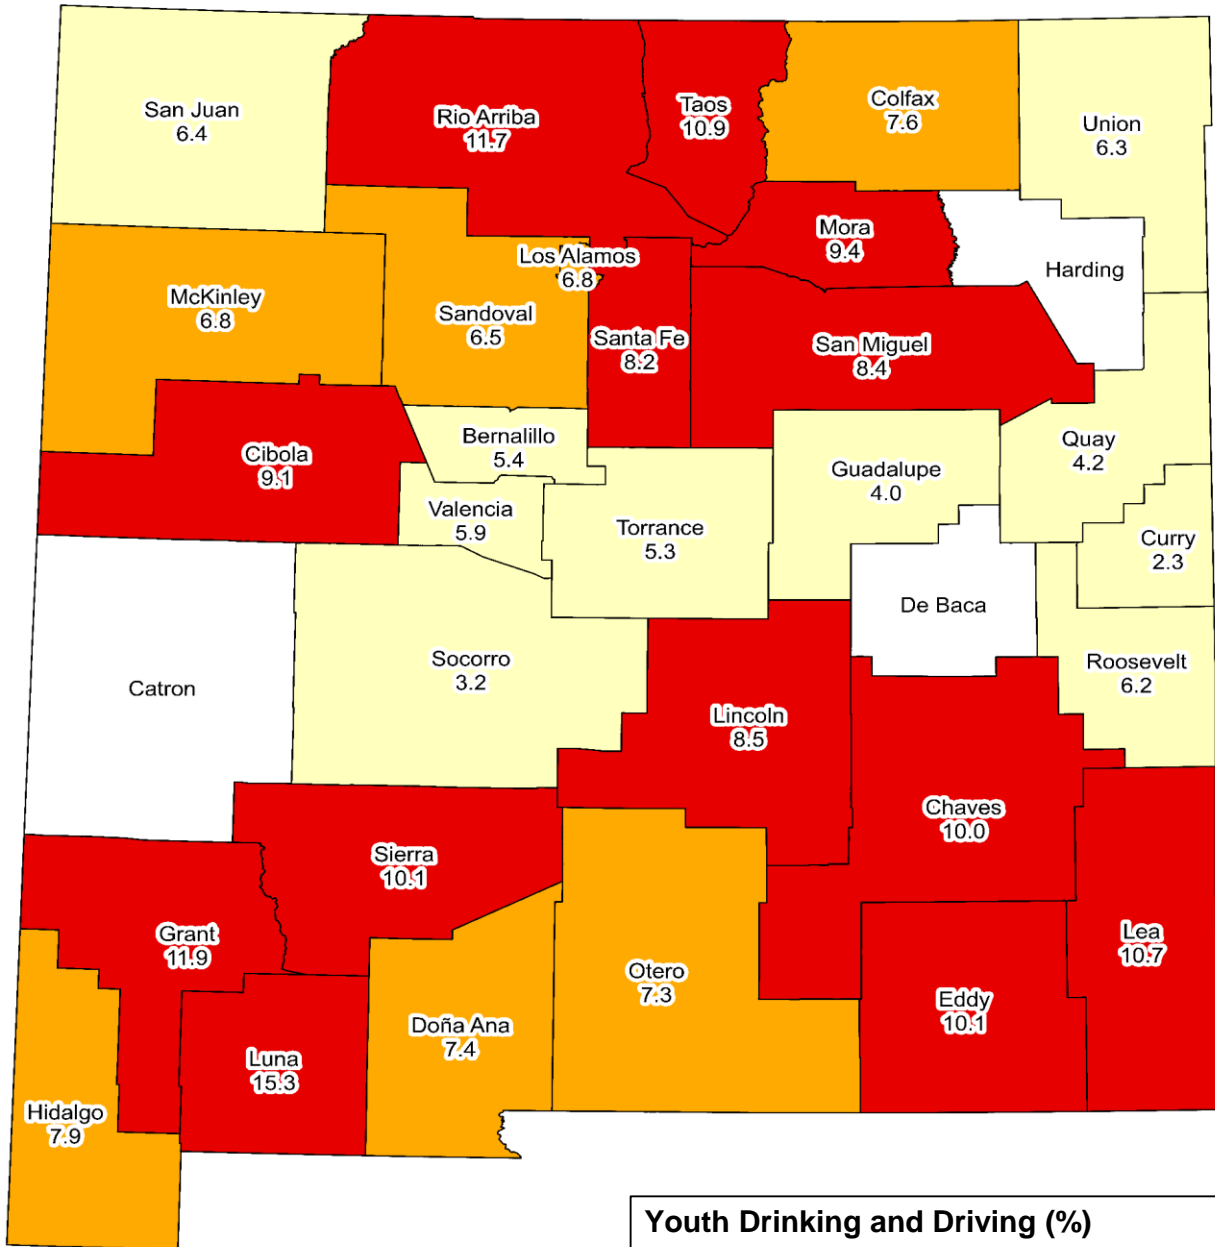 San Juan
6.4
Rio Arriba
11.7
Taos
10.9
Colfax
7.6
Union
6.3
Mora
9.4
Harding
Los Alamos
6.8
McKinley
6.8
Sandoval
6.5
Santa Fe
8.2
San Miguel
8.4
Bernalillo
5.4
Cibola
9.1
Quay
4.2
Guadalupe
4.0
Valencia
5.9
Torrance
5.3
Curry
2.3
De Baca
Socorro
3.2
Roosevelt
6.2
Catron
Lincoln
8.5
Chaves
10.0
Sierra
10.1
Grant
11.9
Lea
10.7
Otero
7.3
Eddy
10.1
Doña Ana
7.4
Luna
15.3
Hidalgo
7.9
Youth Drinking and Driving (%)